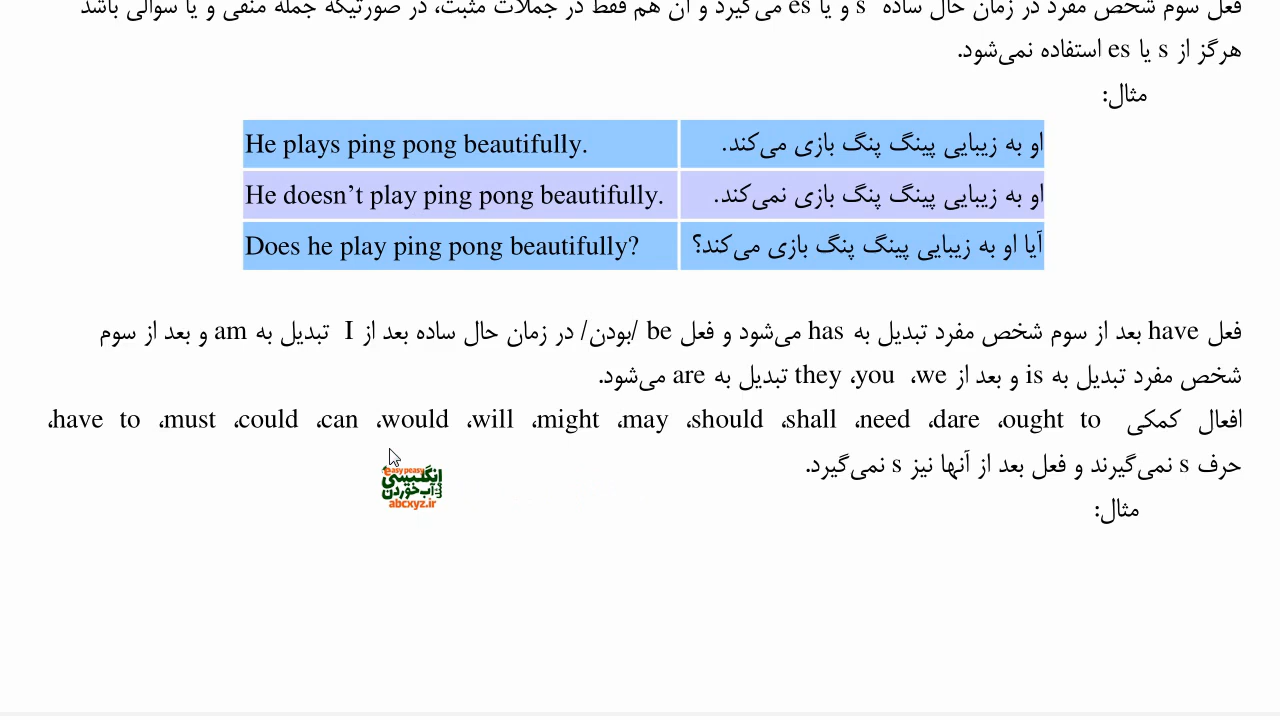 فعل سوم شخص مفرد در زمان حال ساده s و یا es می‌گیرد و آن هم فقط در جملات مثبت، در صورتیکه جمله منفی و یا سوالی باشد
هرگز از s یا es استفاده نمی‌شود.
مثال:
He plays ping pong beautifully. او به زیبایی پینگ پنگ بازی می‌کند.
He doesn’t play ping pong beautifully. او به زیبایی پینگ پنگ بازی نمی‌کند.
Does he play ping pong beautifully? آیا او به زیبایی پینگ پنگ بازی می‌کند؟
فعل have بعد از سوم شخص مفرد تبدیل به has می‌شود و فعل be /بودن/ در زمان حال ساده بعد از I تبدیل به am و بعد از سوم
شخص مفرد تبدیل به is و بعد از they ،you ،we تبدیل به are می‌شود.
افعال کمکی have to ،must ،could ،can ،would ،will ،might ،may ،should ،shall ،need ،dare ،ought to،
حرف s نمی‌گیرند و فعل بعد از آنها نیز s نمی‌گیرد.
easy peasy
انگلیسی
آب خوردن
abcxyz.ir
مثال: